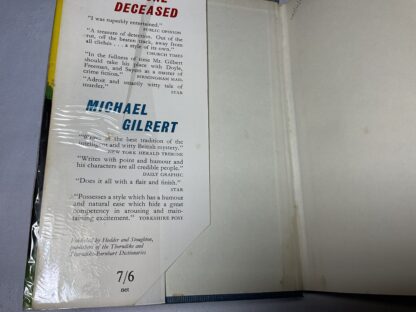 DECEASED
"I was superbly entertained."
PUBLIC OPINION
"A treasure of detection. Out of the
rut, off the beaten track, away from
all clichés . . . a style of its own."
CHURCH TIMES
"In the fullness of time Mr. Gilbert
should take his place with Doyle,
Freeman, and Sayers as a master of
crime fiction." BIRMINGHAM MAIL
"Adroit and smartly witty tale of
murder." STAR
MICHAEL
GILBERT
in the best tradition of the
intelligent and witty British mystery."
NEW YORK HERALD TRIBUNE
"Writes with point and humour and
his characters are all credible people."
DAILY GRAPHIC
"Does it all with a flair and finish."
STAR
"Possesses a style which has a humour
and natural ease which hide a great
competency in arousing and main-
taining excitement." YORKSHIRE POST
Published by Hodder and Stoughton,
publishers of the Thorndike and
Thorndike-Barnhart Dictionaries
7/6
net